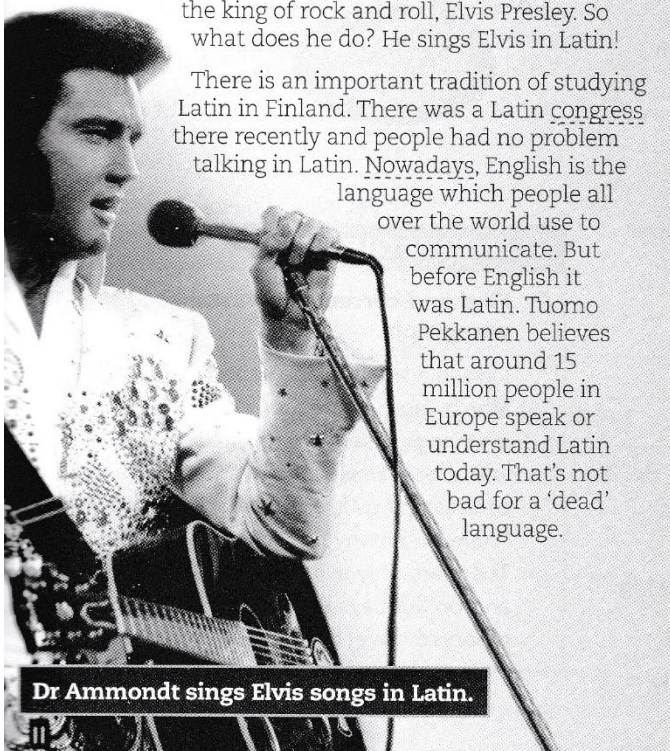 the king of rock and roll, Elvis Presley. So
what does he do? He sings Elvis in Latin!
There is an important tradition of studying
Latin in Finland. There was a Latin congress
there recently and people had no problem
talking in Latin. Nowadays, English is the
language which people all
over the world use to
communicate. But
before English it
was Latin. Tuomo
Pekkanen believes
that around 15
million people in
Europe speak or
understand Latin
today. That's not
bad for a ‘dead’
language.
Dr Ammondt sings Elvis songs in Latin.